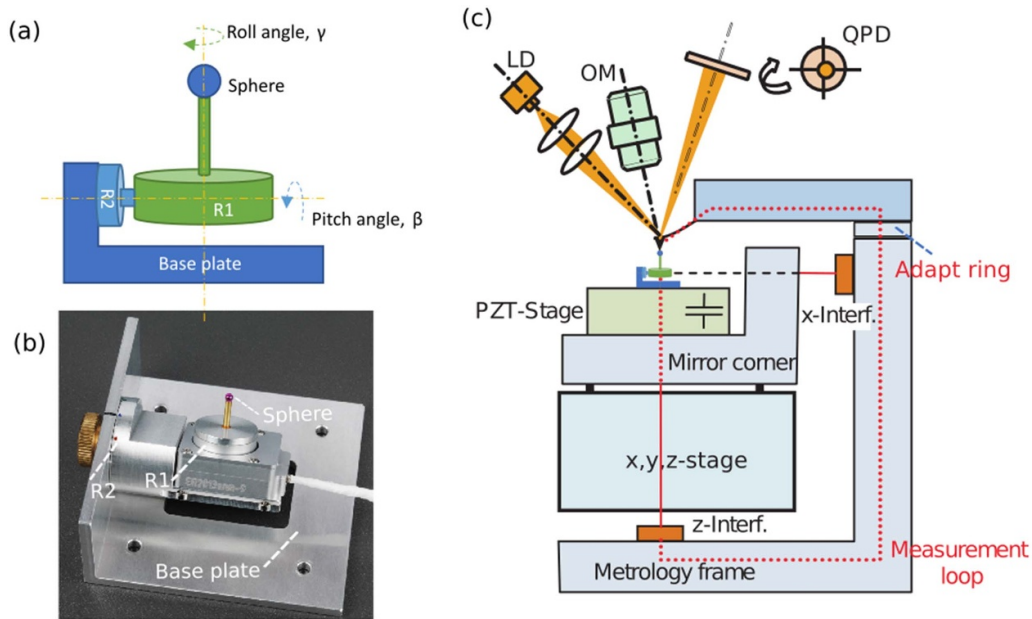 (a)
Roll angle, γ
Sphere
R2
R1
Pitch angle, β
Base plate
(b)
Sphere
R1
R2
Base plate
(c)
LD
OM
QPD
Adapt ring
PZT-Stage
x-Interf.
Mirror corner
x,y,z-stage
z-Interf.
Metrology frame
Measurement
loop